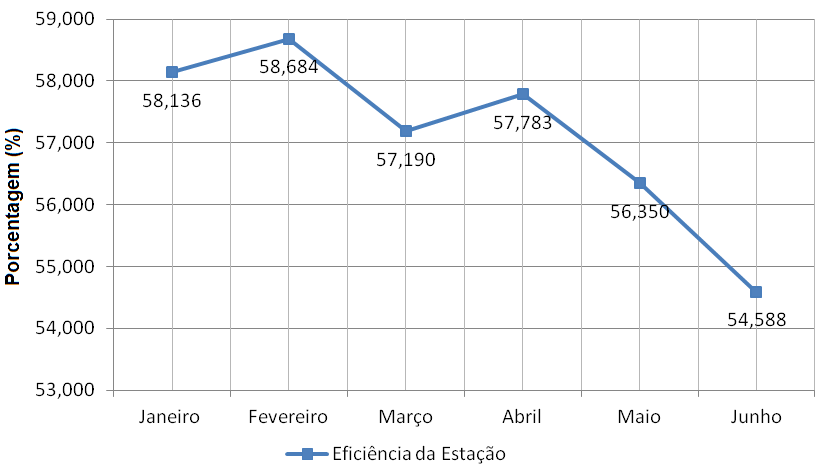 Porcentagem (%)
59,000
58,000
57,000
56,000
55,000
54,000
53,000
58,136
58,684
57,190
57,783
56,350
54,588
Janeiro
Fevereiro
Março
Abril
Maio
Junho
Eficiência da Estação